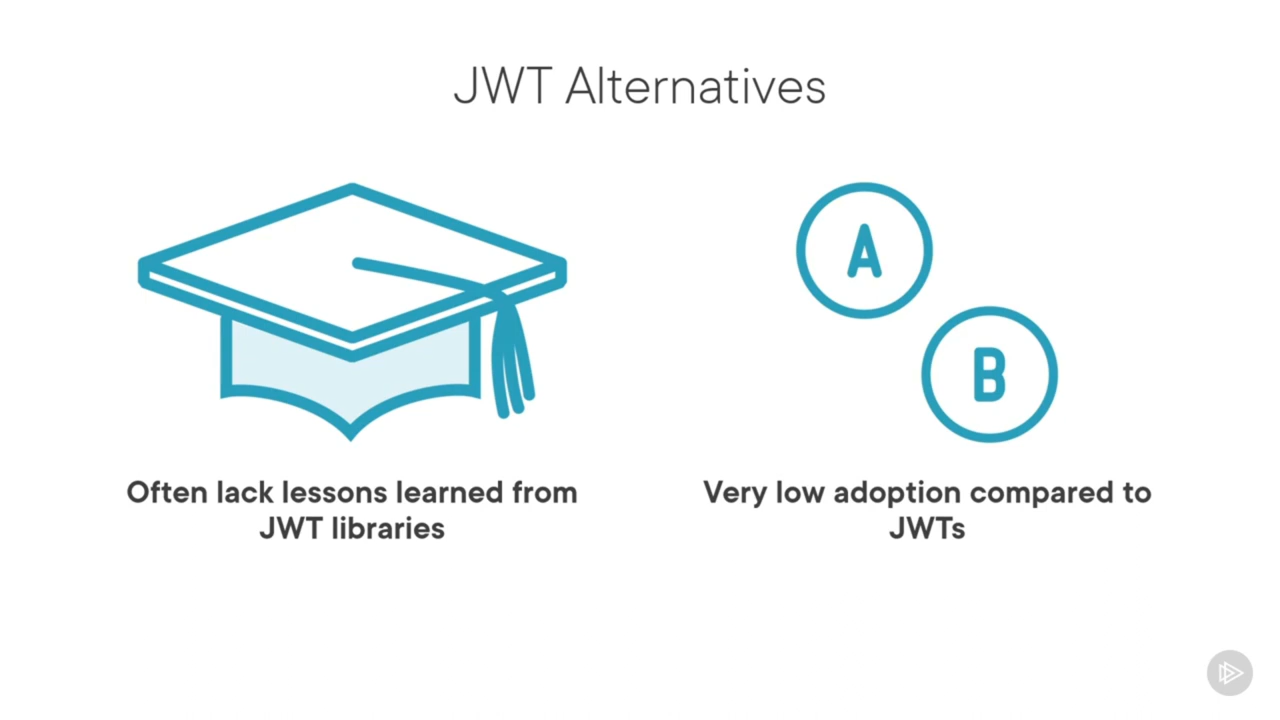 JWT Alternatives
A
B
Often lack lessons learned from
JWT libraries
Very low adoption compared to
JWTs